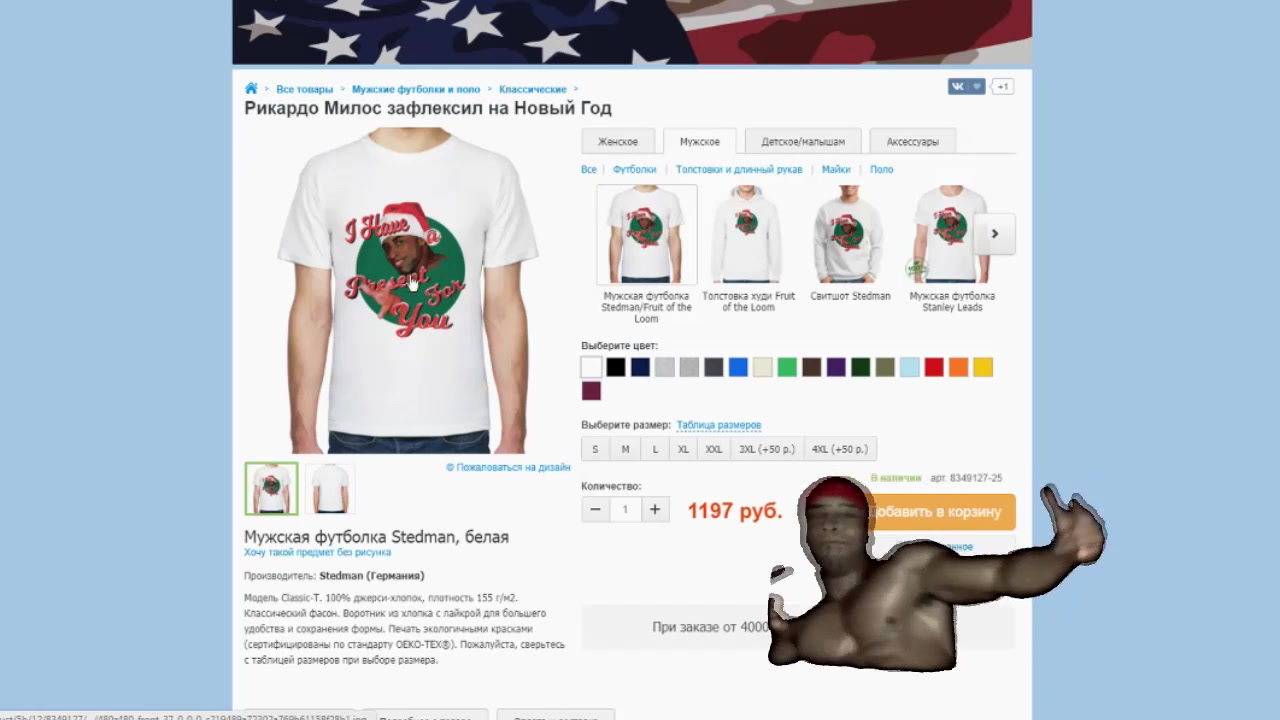 Все товары > Мужские футболки и поло > Классические >
+1
Рикардо Милос зафлексил на Новый Год
Женское Мужское Детское/малышам Аксессуары
Все | Футболки | Толстовки и длинный рукав | Майки | Поло
I Have a
Present
For
You
Мужская футболка Stedman/Fruit of the Loom
Толстовка худи Fruit of the Loom
Свитшот Stedman
Мужская футболка Stanley Leads
Выберите цвет:
Выберите размер: Таблица размеров
S M L XL XXL 3XL (+50 р.) 4XL (+50 р.)
© Пожаловаться на дизайн
В наличии арт. 8349127-25
Количество:
− 1 + 1197 руб. добавить в корзину
Мужская футболка Stedman, белая
Хочу такой предмет без рисунка
Производитель: Stedman (Германия)
Модель Classic-T. 100% джерси-хлопок, плотность 155 г/м2.
Классический фасон. Воротник из хлопка с лайкрой для большего
удобства и сохранения формы. Печать экологичными красками
(сертифицированы по стандарту OEKO-TEX®). Пожалуйста, сверьтесь
с таблицей размеров при выборе размера.
При заказе от 4000